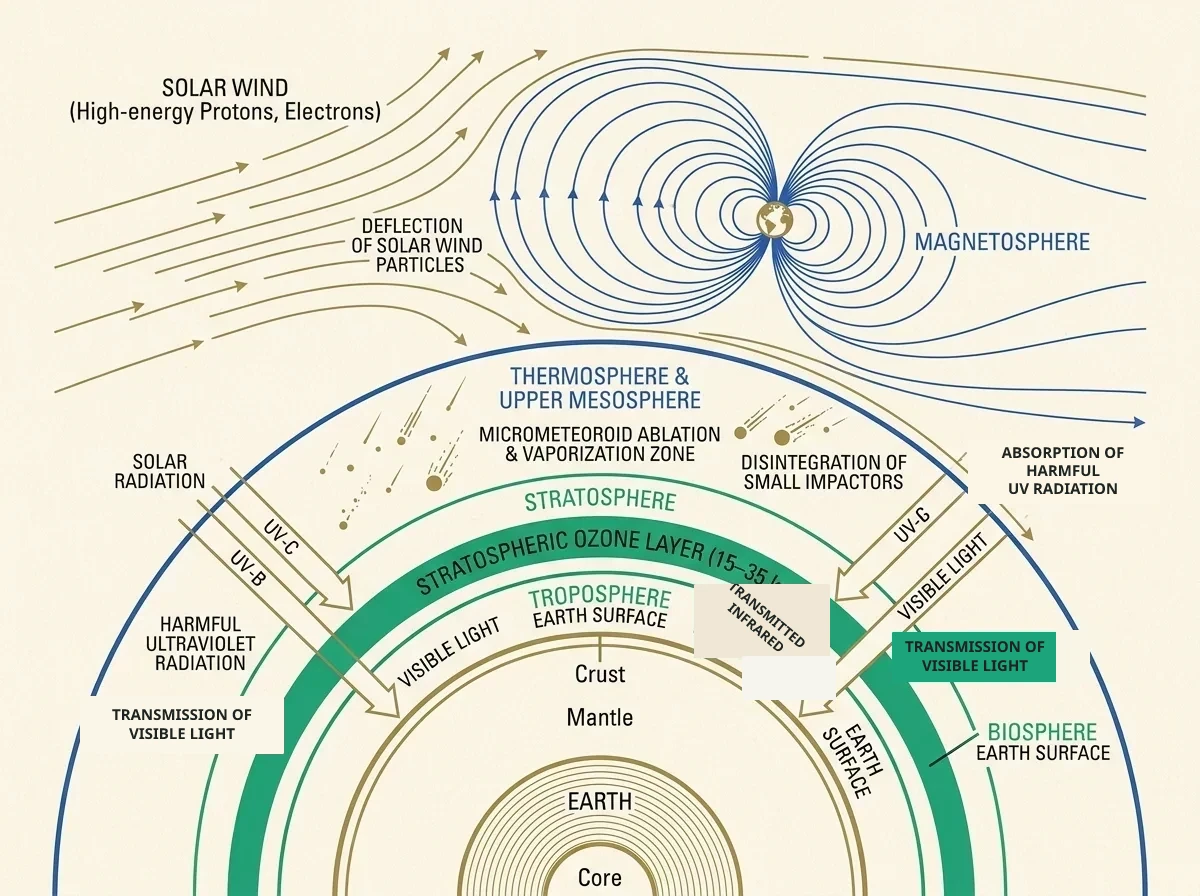 SOLAR WIND
(High-energy Protons, Electrons)
DEFLECTION
OF SOLAR WIND
PARTICLES
MAGNETOSPHERE
THERMOSPHERE &
UPPER MESOSPHERE
MICROMETEOROID ABLATION
& VAPORIZATION ZONE
DISINTEGRATION OF
SMALL IMPACTORS
ABSORPTION OF
HARMFUL
UV RADIATION
SOLAR
RADIATION
STRATOSPHERE
UV-C
UV-B
UV-C
VISIBLE LIGHT
STRATOSPHERIC OZONE LAYER (15–35
TROPOSPHERE
EARTH SURFACE
TRANSMITTED
INFRARED
HARMFUL
ULTRAVIOLET
RADIATION
VISIBLE LIGHT
TRANSMISSION OF
VISIBLE LIGHT
Crust
Mantle
TRANSMISSION OF
VISIBLE LIGHT
EARTH
SURFACE
BIOSPHERE
EARTH SURFACE
EARTH
Core